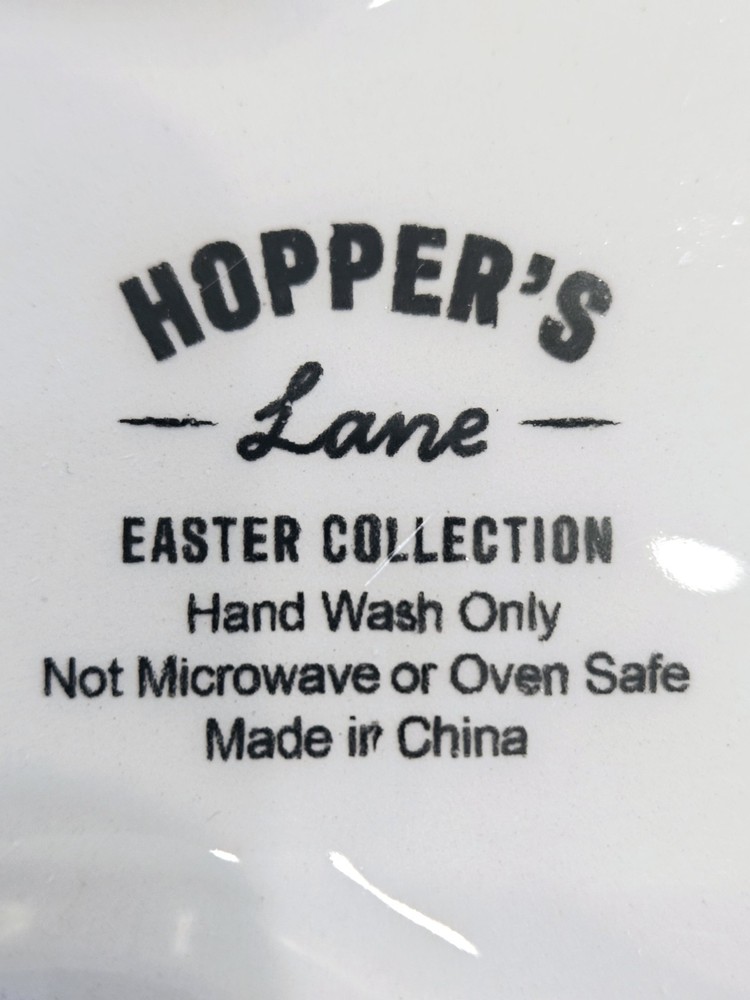 HOPPER'S
Lane
EASTER COLLECTION
Hand Wash Only
Not Microwave or Oven Safe
Made in China